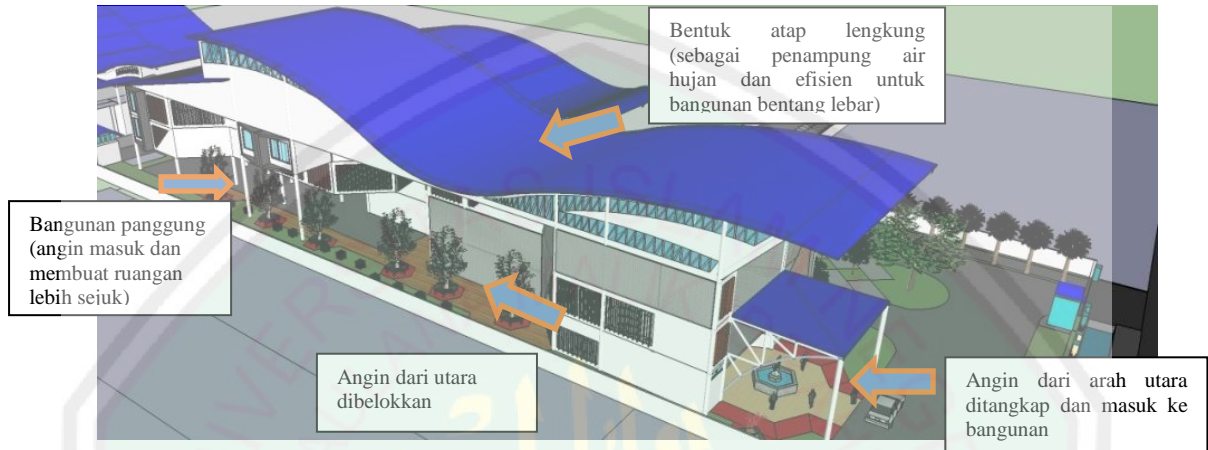 Bentuk atap lengkung
(sebagai penampung air
hujan dan efisien untuk
bangunan bentang lebar)
Bangunan panggung
(angin masuk dan
membuat ruangan
lebih sejuk)
Angin dari utara
dibelokkan
Angin dari arah utara
ditangkap dan masuk ke
bangunan